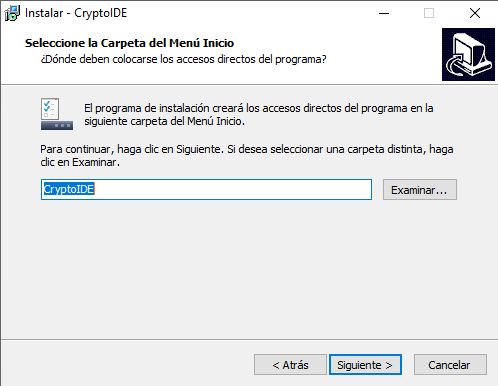 Instalar - CryptoIDE
Seleccione la Carpeta del Menú Inicio
¿Dónde deben colocarse los accesos directos del programa?
El programa de instalación creará los accesos directos del programa en la
siguiente carpeta del Menú Inicio.
Para continuar, haga clic en Siguiente. Si desea seleccionar una carpeta distinta, haga
clic en Examinar.
CryptoIDE
Examinar...
< Atrás
Siguiente >
Cancelar